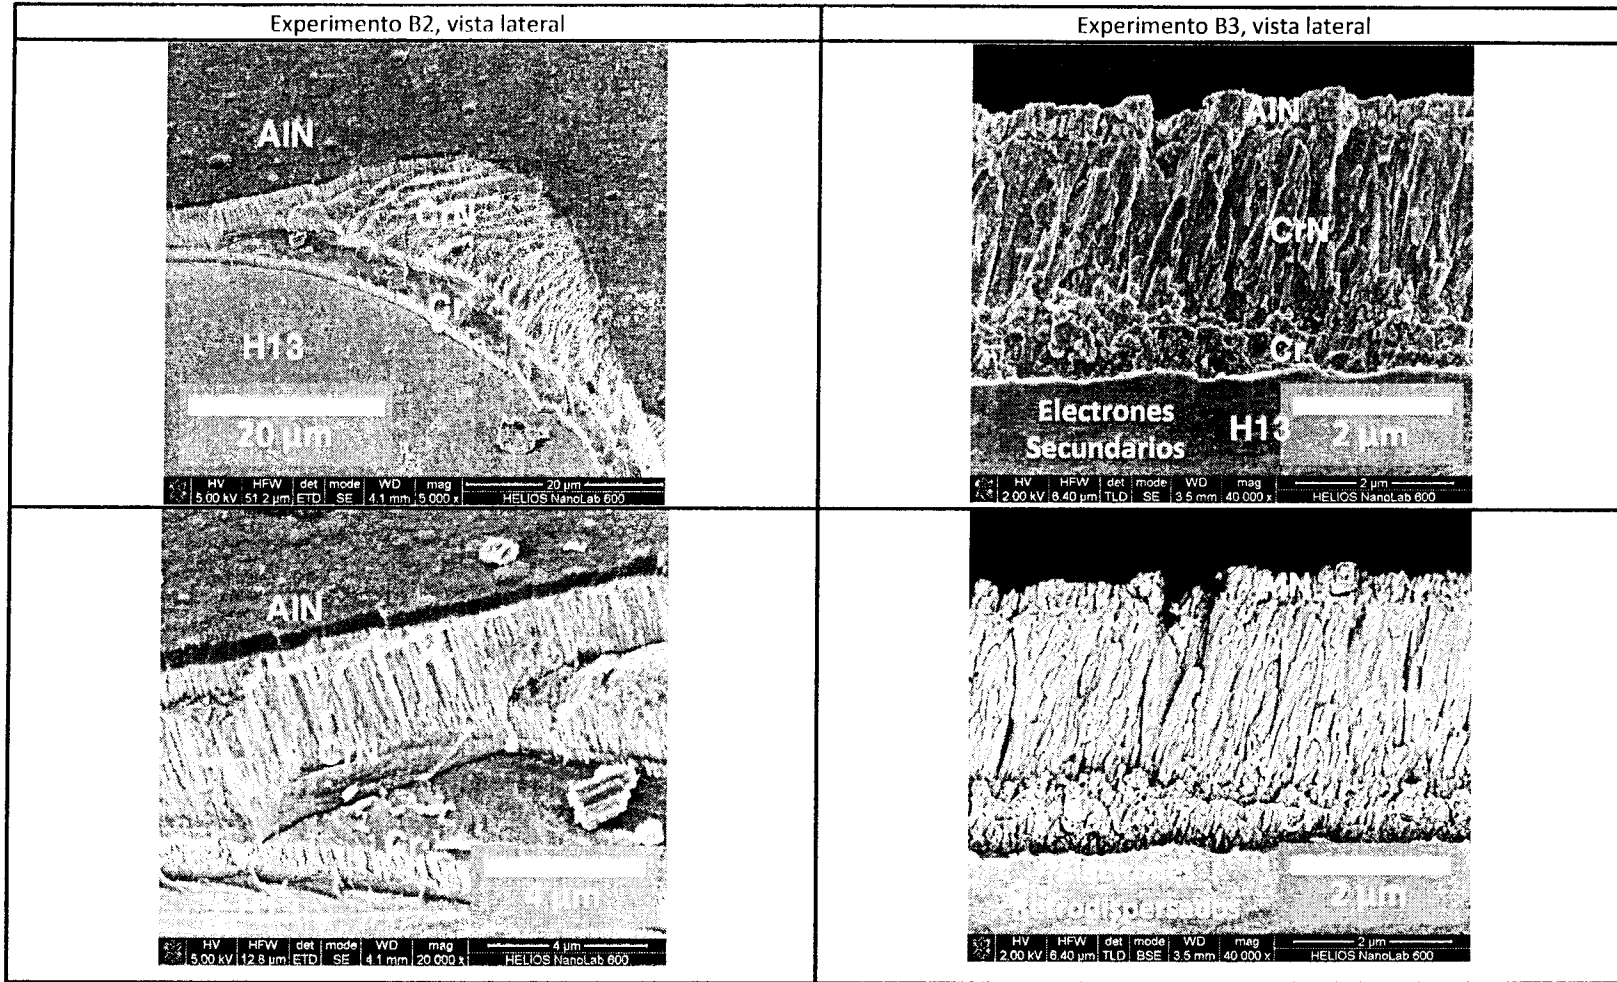 Experimento B2, vista lateral
Experimento B3, vista lateral
AlN
CrN
Cr
H13
20 µm
HV HFW det mode WD mag 20 µm
5.00 kV 51.2 µm ETD SE 4.1 mm 5 000 x HELIOS NanoLab 600
AlN
CrN
Cr
Electrones
Secundarios
H13
2 µm
HV HFW det mode WD mag 2 µm
2.00 kV 6.40 µm TLD SE 3.5 mm 40 000 x HELIOS NanoLab 600
AlN
Cr
4 µm
HV HFW det mode WD mag 4 µm
5.00 kV 12.8 µm ETD SE 4.1 mm 20 000 x HELIOS NanoLab 600
AlN
2 µm
HV HFW det mode WD mag 2 µm
2.00 kV 6.40 µm TLD BSE 3.5 mm 40 000 x HELIOS NanoLab 600